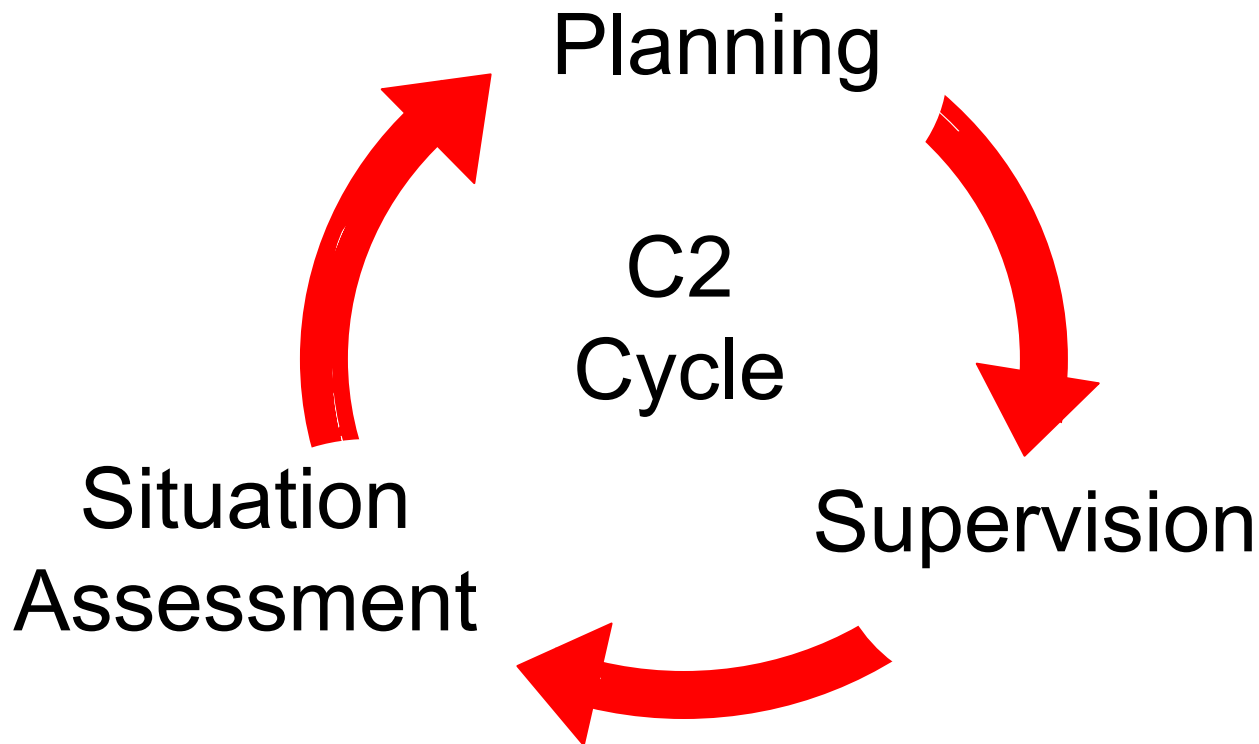 Planning
C2
Cycle
Situation
Assessment
Supervision